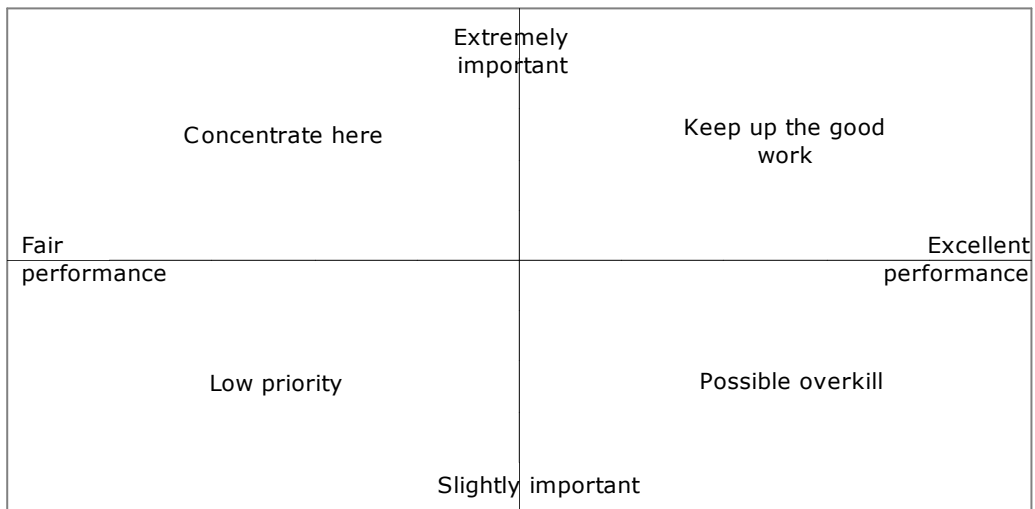 Extremely
important
Concentrate here
Keep up the good
work
Fair
performance
Excellent
performance
Low priority
Possible overkill
Slightly important